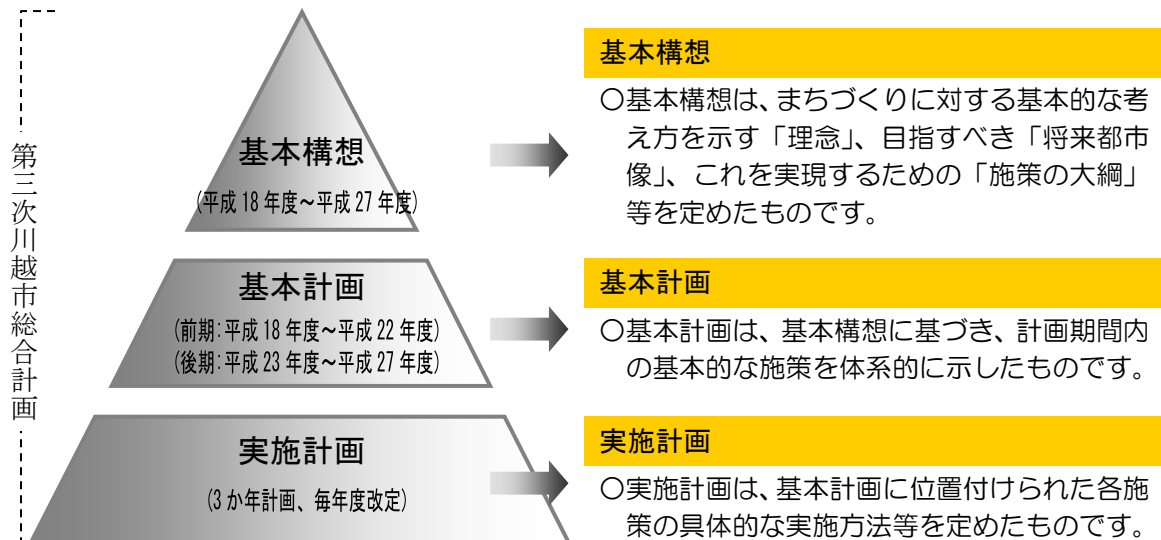 第三次川越市総合計画
基本構想
(平成18年度～平成27年度)
基本構想
〇基本構想は、まちづくりに対する基本的な考
え方を示す「理念」、目指すべき「将来都市
像」、これを実現するための「施策の大綱」
等を定めたものです。
基本計画
(前期:平成18年度～平成22年度)
(後期:平成23年度～平成27年度)
基本計画
〇基本計画は、基本構想に基づき、計画期間内
の基本的な施策を体系的に示したものです。
実施計画
(3か年計画、毎年度改定)
実施計画
〇実施計画は、基本計画に位置付けられた各施
策の具体的な実施方法等を定めたものです。